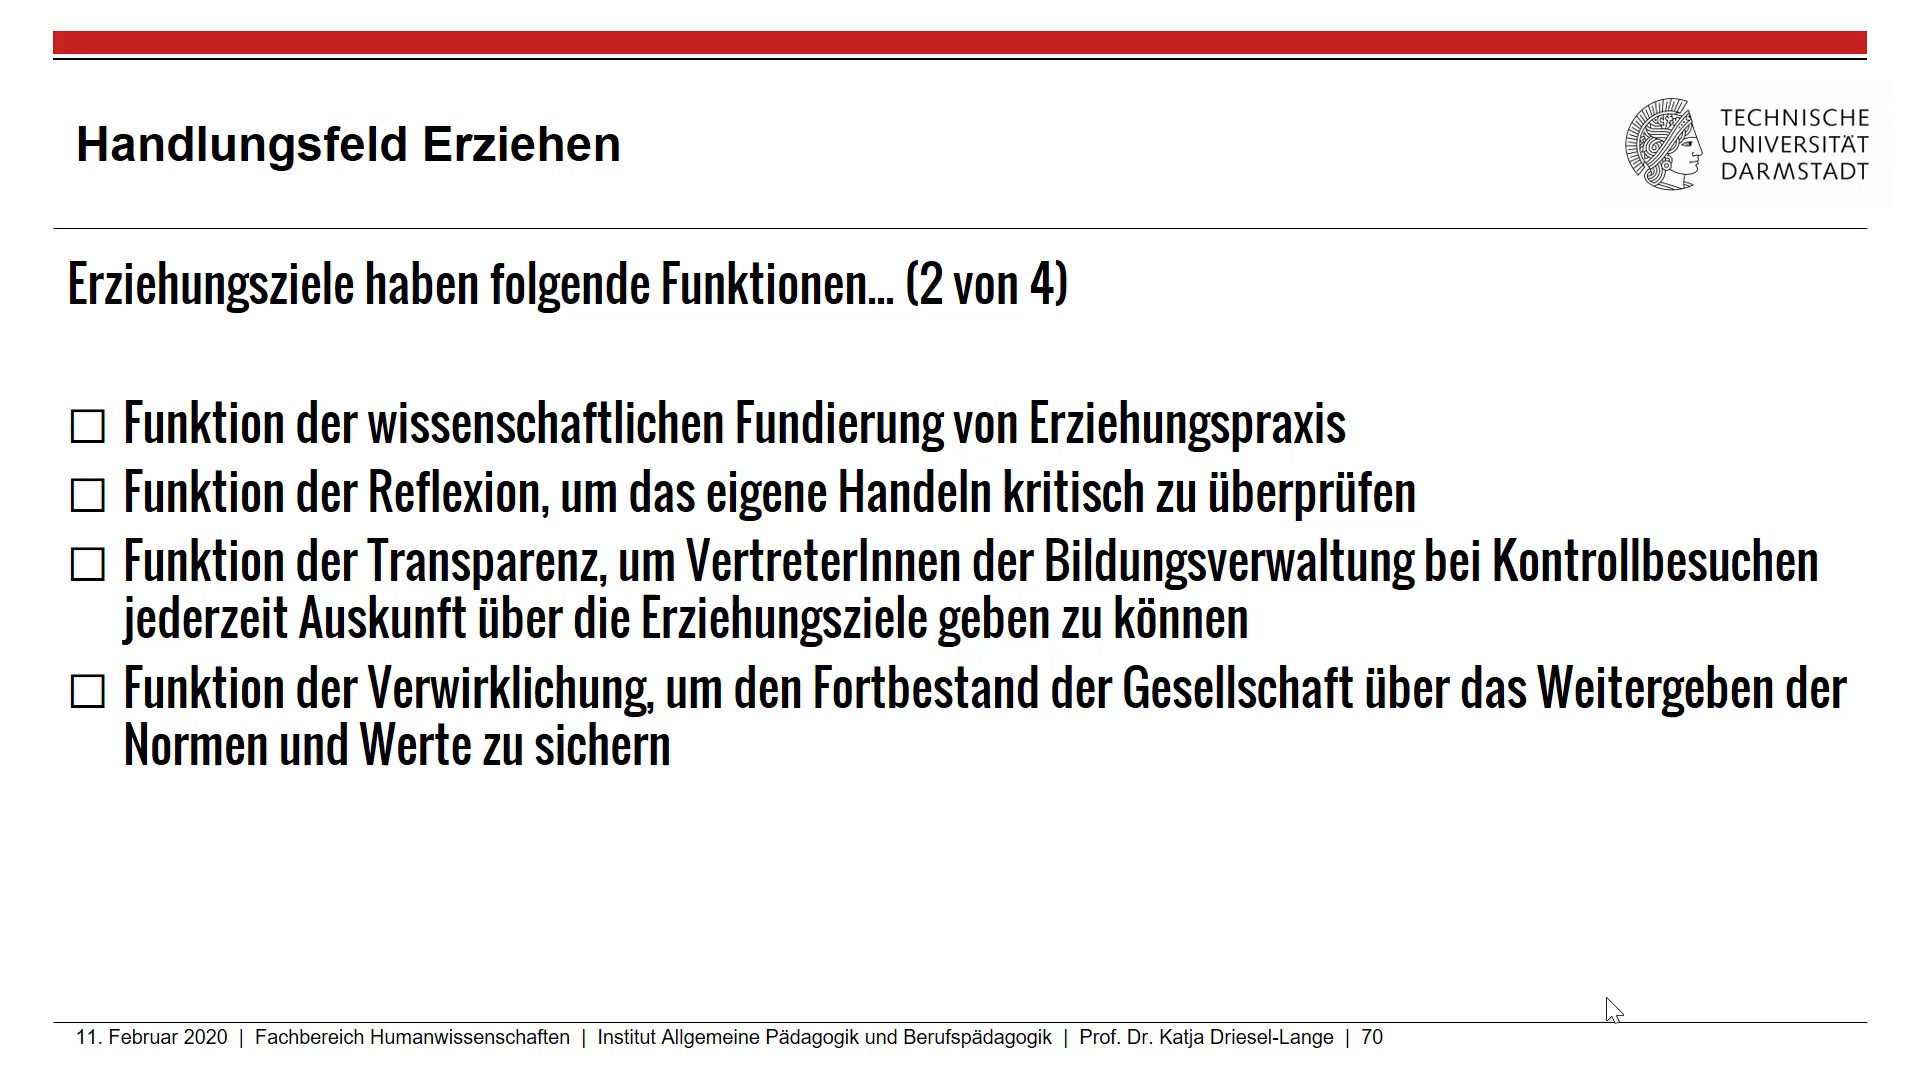 Handlungsfeld Erziehen
TECHNISCHE
UNIVERSITÄT
DARMSTADT
Erziehungsziele haben folgende Funktionen... (2 von 4)
Funktion der wissenschaftlichen Fundierung von Erziehungspraxis
Funktion der Reflexion, um das eigene Handeln kritisch zu überprüfen
Funktion der Transparenz, um VertreterInnen der Bildungsverwaltung bei Kontrollbesuchen
jederzeit Auskunft über die Erziehungsziele geben zu können
Funktion der Verwirklichung, um den Fortbestand der Gesellschaft über das Weitergeben der
Normen und Werte zu sichern
11. Februar 2020 | Fachbereich Humanwissenschaften | Institut Allgemeine Pädagogik und Berufspädagogik | Prof. Dr. Katja Driesel-Lange | 70